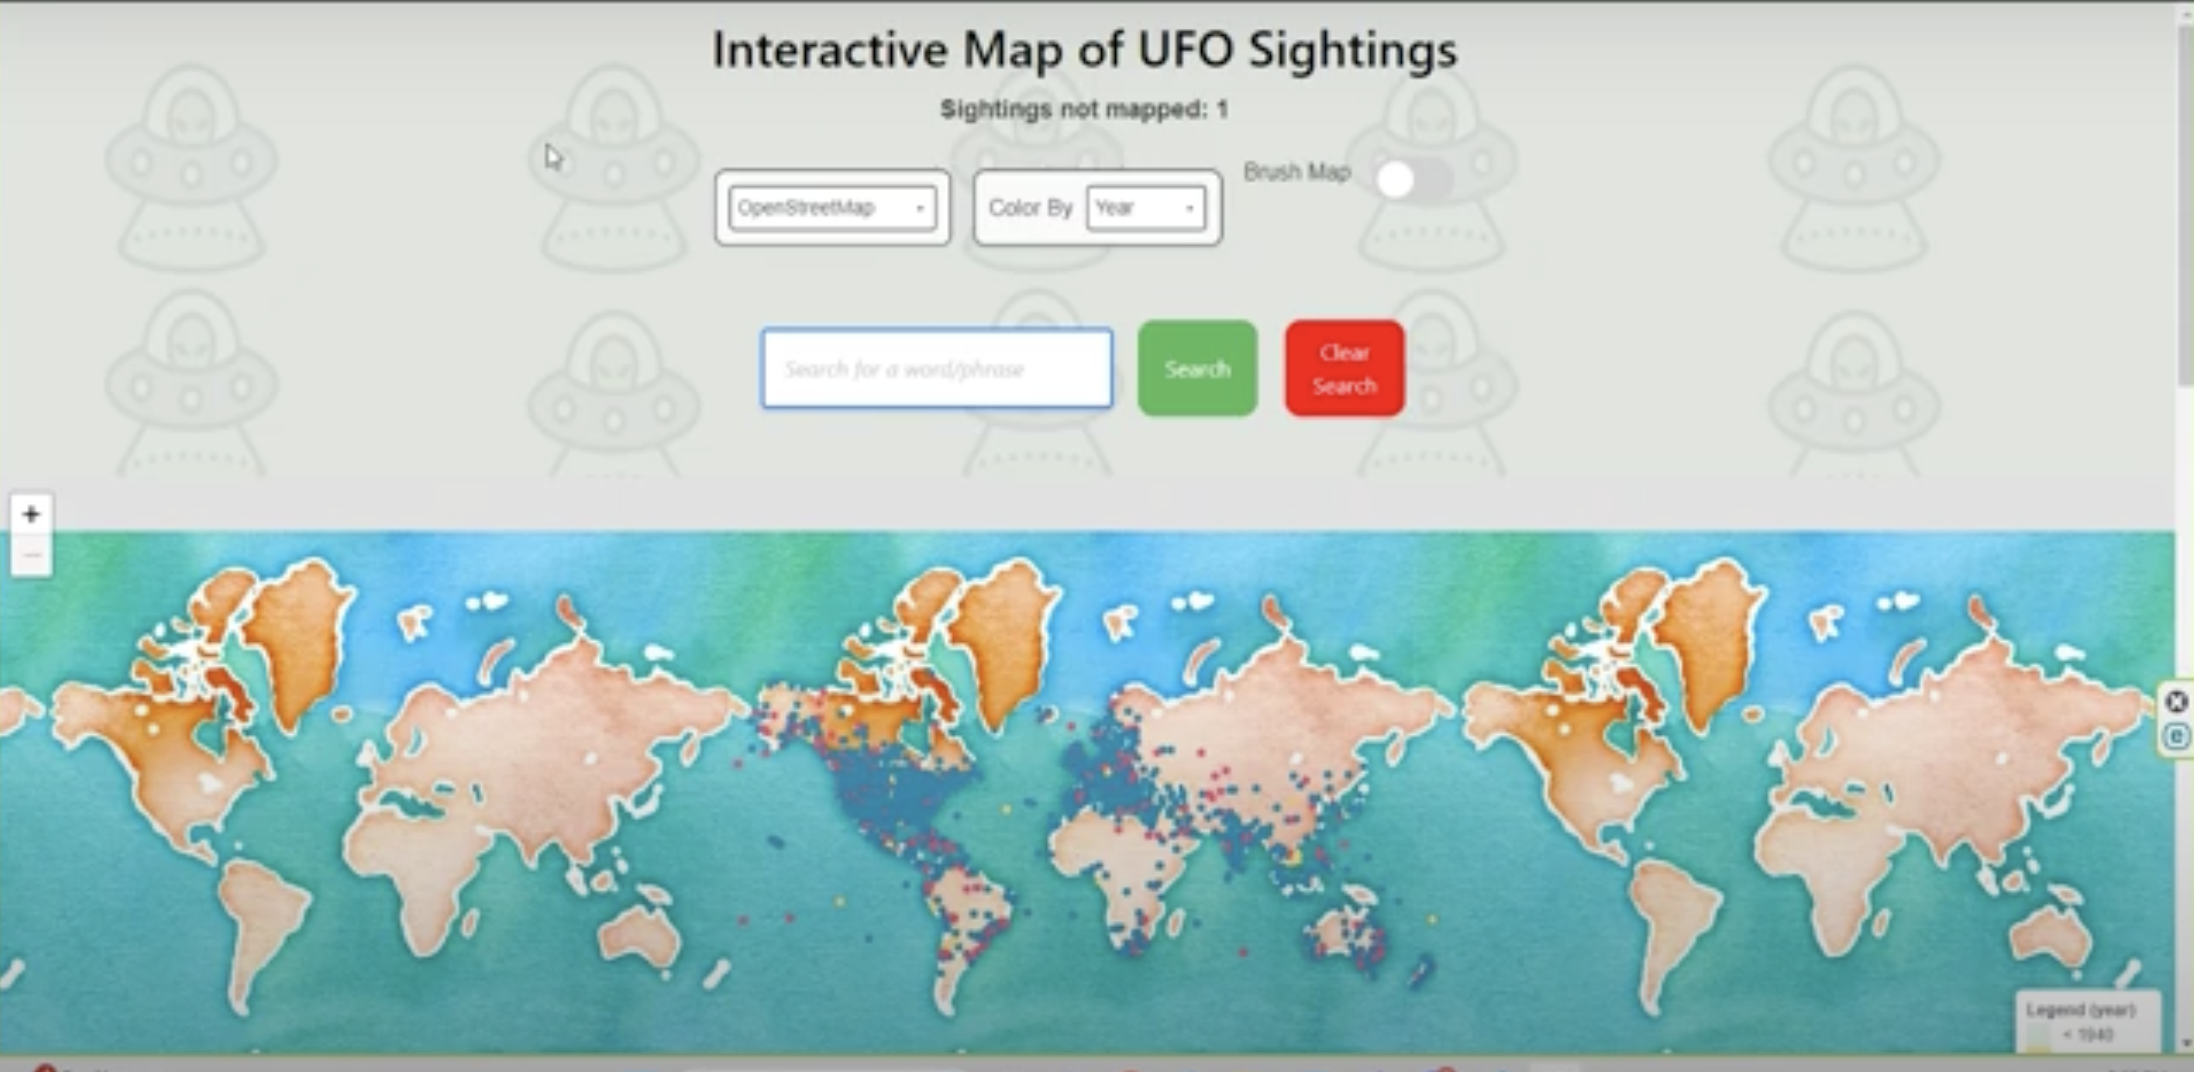 Interactive Map of UFO Sightings
Sightings not mapped: 1
Brush Map
OpenStreetMap
Color By
Year
Search for a word/phrase
Search
Clear
Search
+
−
Legend (year)
< 1940